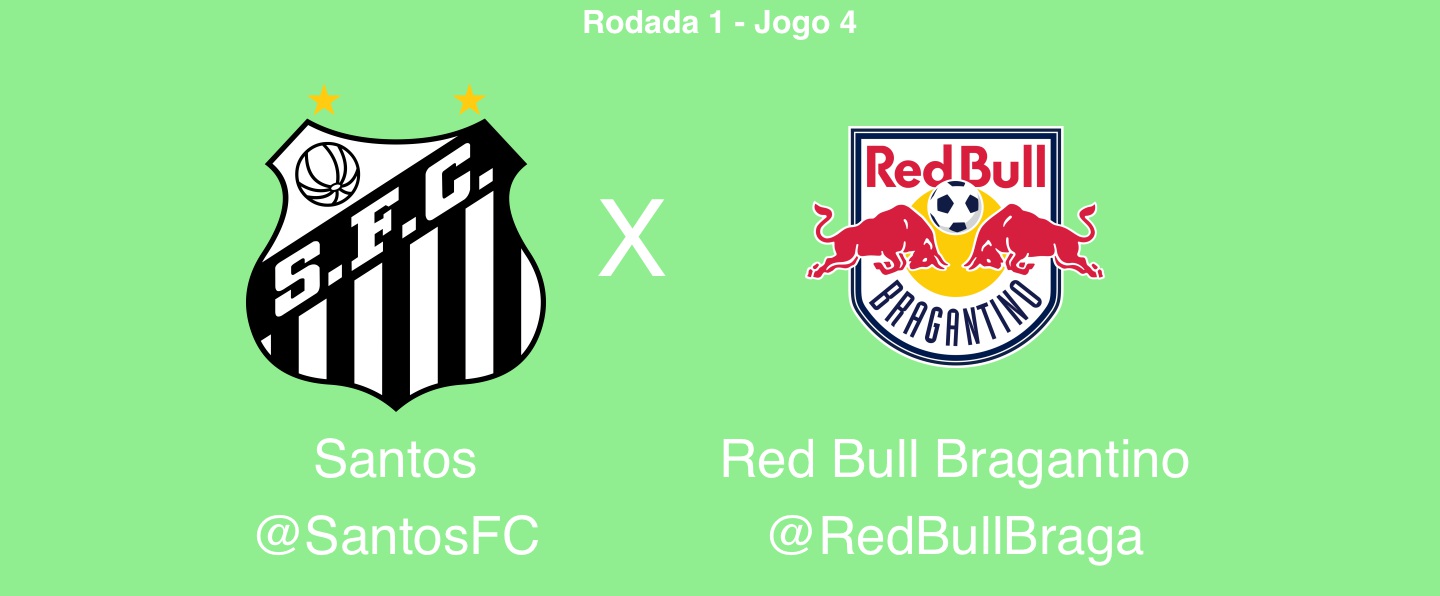 Rodada 1 - Jogo 4
S.F.C.
X
Red Bull
BRAGANTINO
Santos
Red Bull Bragantino
@SantosFC
@RedBullBraga